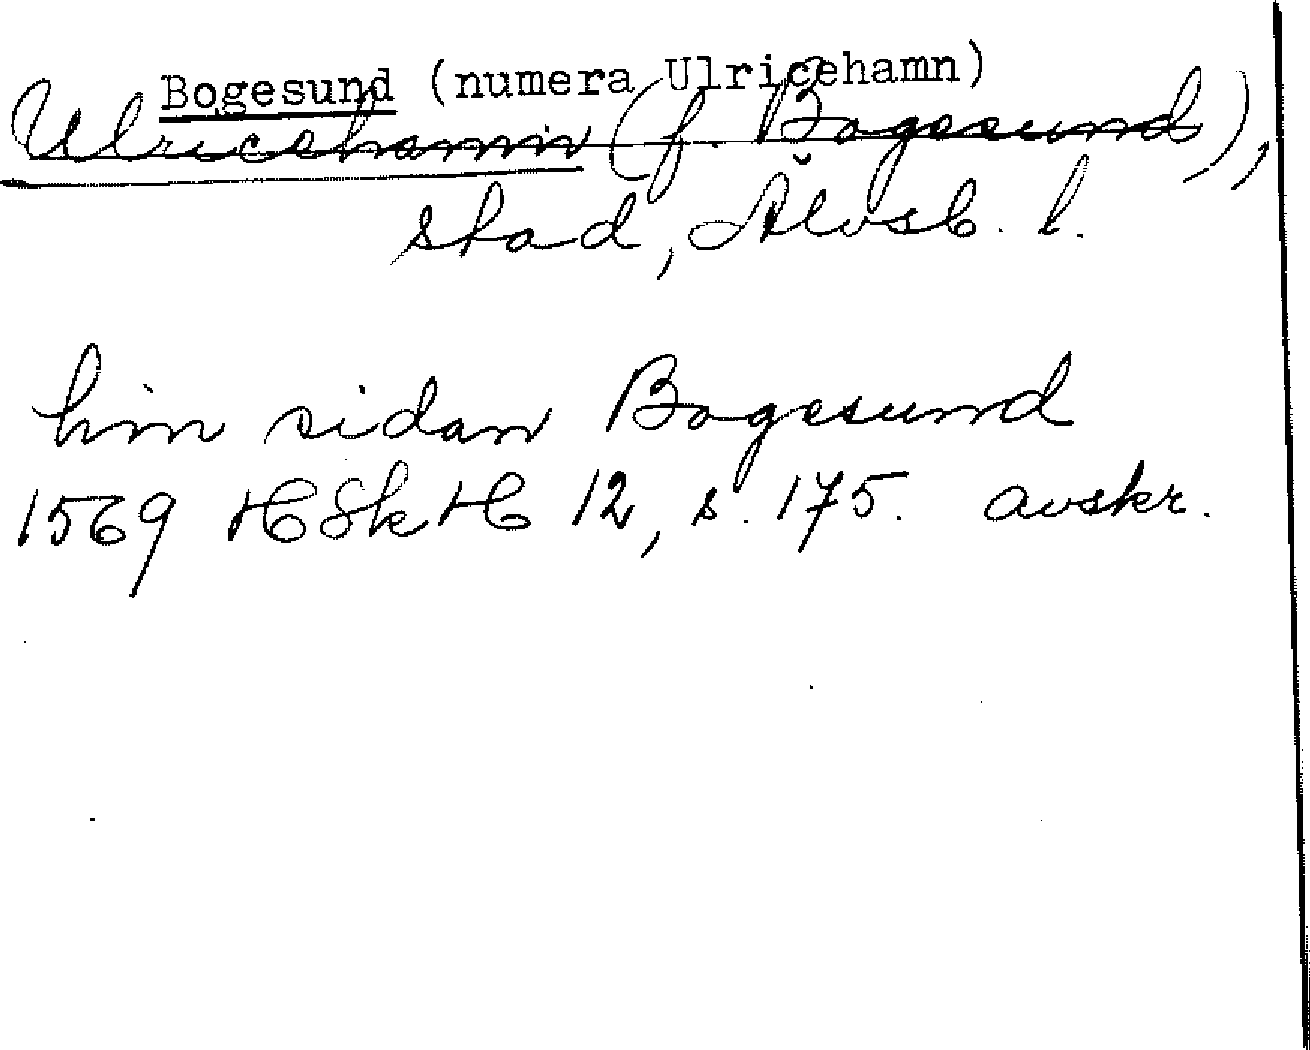 Bogesund (numera Ulricehamn)
Ulricehamn (f. Bogesund),
stad, Älvsb. l.
hin sidan Bogesund
1569 HSkH 12, s. 175. avskr.